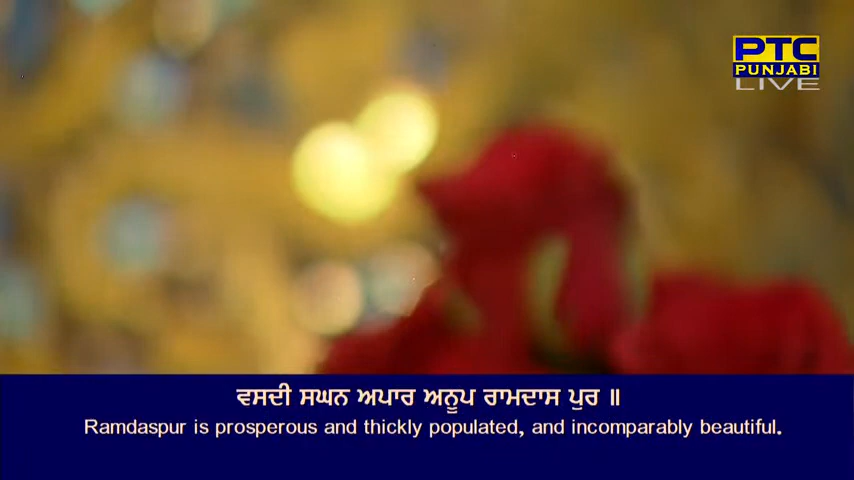 PTC
PUNJABI
LIVE
ਵਸਦੀ ਸਘਨ ਅਪਾਰ ਅਨੂਪ ਰਾਮਦਾਸ ਪੁਰ ॥
Ramdaspur is prosperous and thickly populated, and incomparably beautiful.